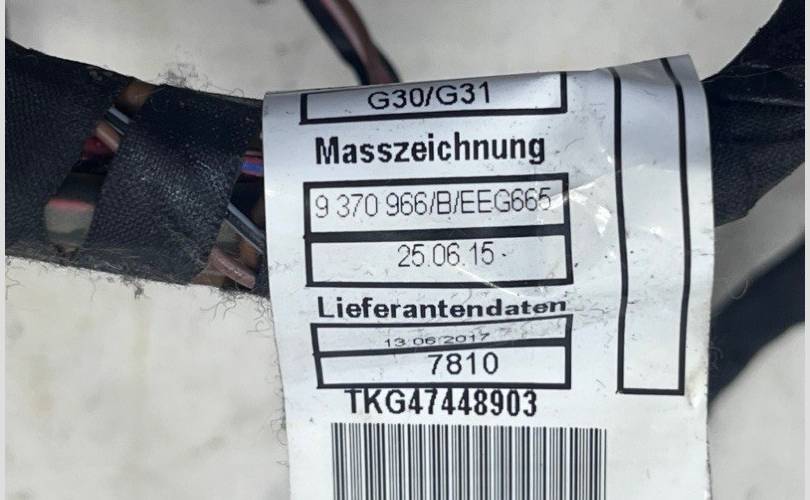 G30/G31
Masszeichnung
9 370 966/B/EEG665
25.06.15
Lieferantendaten
13.06.2017
7810
TKG47448903